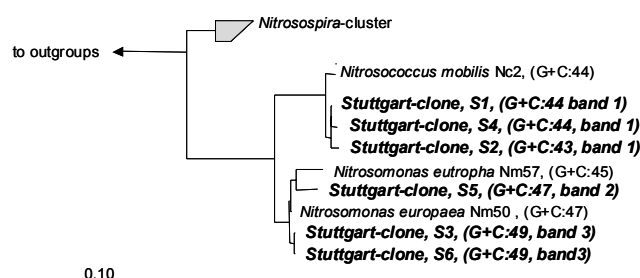 Nitrosospira-cluster
to outgroups
Nitrosococcus mobilis Nc2, (G+C:44)
Stuttgart-clone, S1, (G+C:44 band 1)
Stuttgart-clone, S4, (G+C:44, band 1)
Stuttgart-clone, S2, (G+C:43, band 1)
Nitrosomonas eutropha Nm57, (G+C:45)
Stuttgart-clone, S5, (G+C:47, band 2)
Nitrosomonas europaea Nm50 , (G+C:47)
Stuttgart-clone, S3, (G+C:49, band 3)
Stuttgart-clone, S6, (G+C:49, band3)
0.10